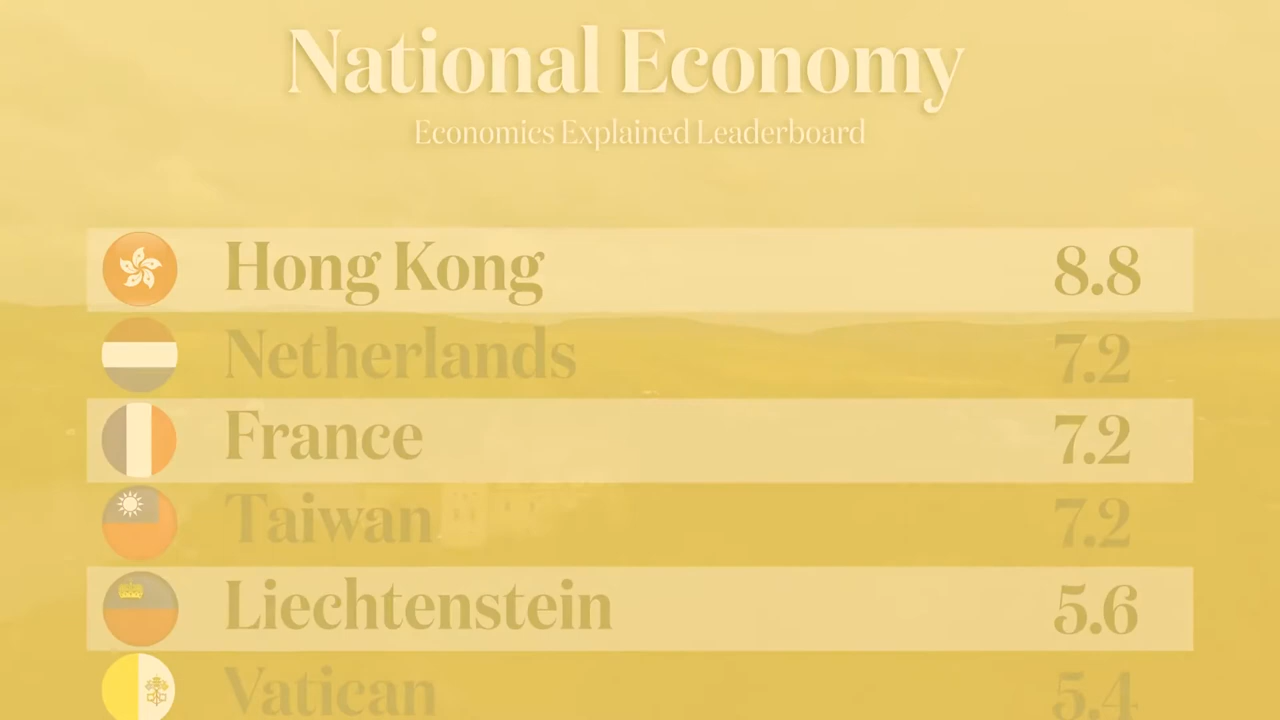 National Economy
Economics Explained Leaderboard
Hong Kong 8.8
Netherlands 7.2
France 7.2
Taiwan 7.2
Liechtenstein 5.6
Vatican 5.4